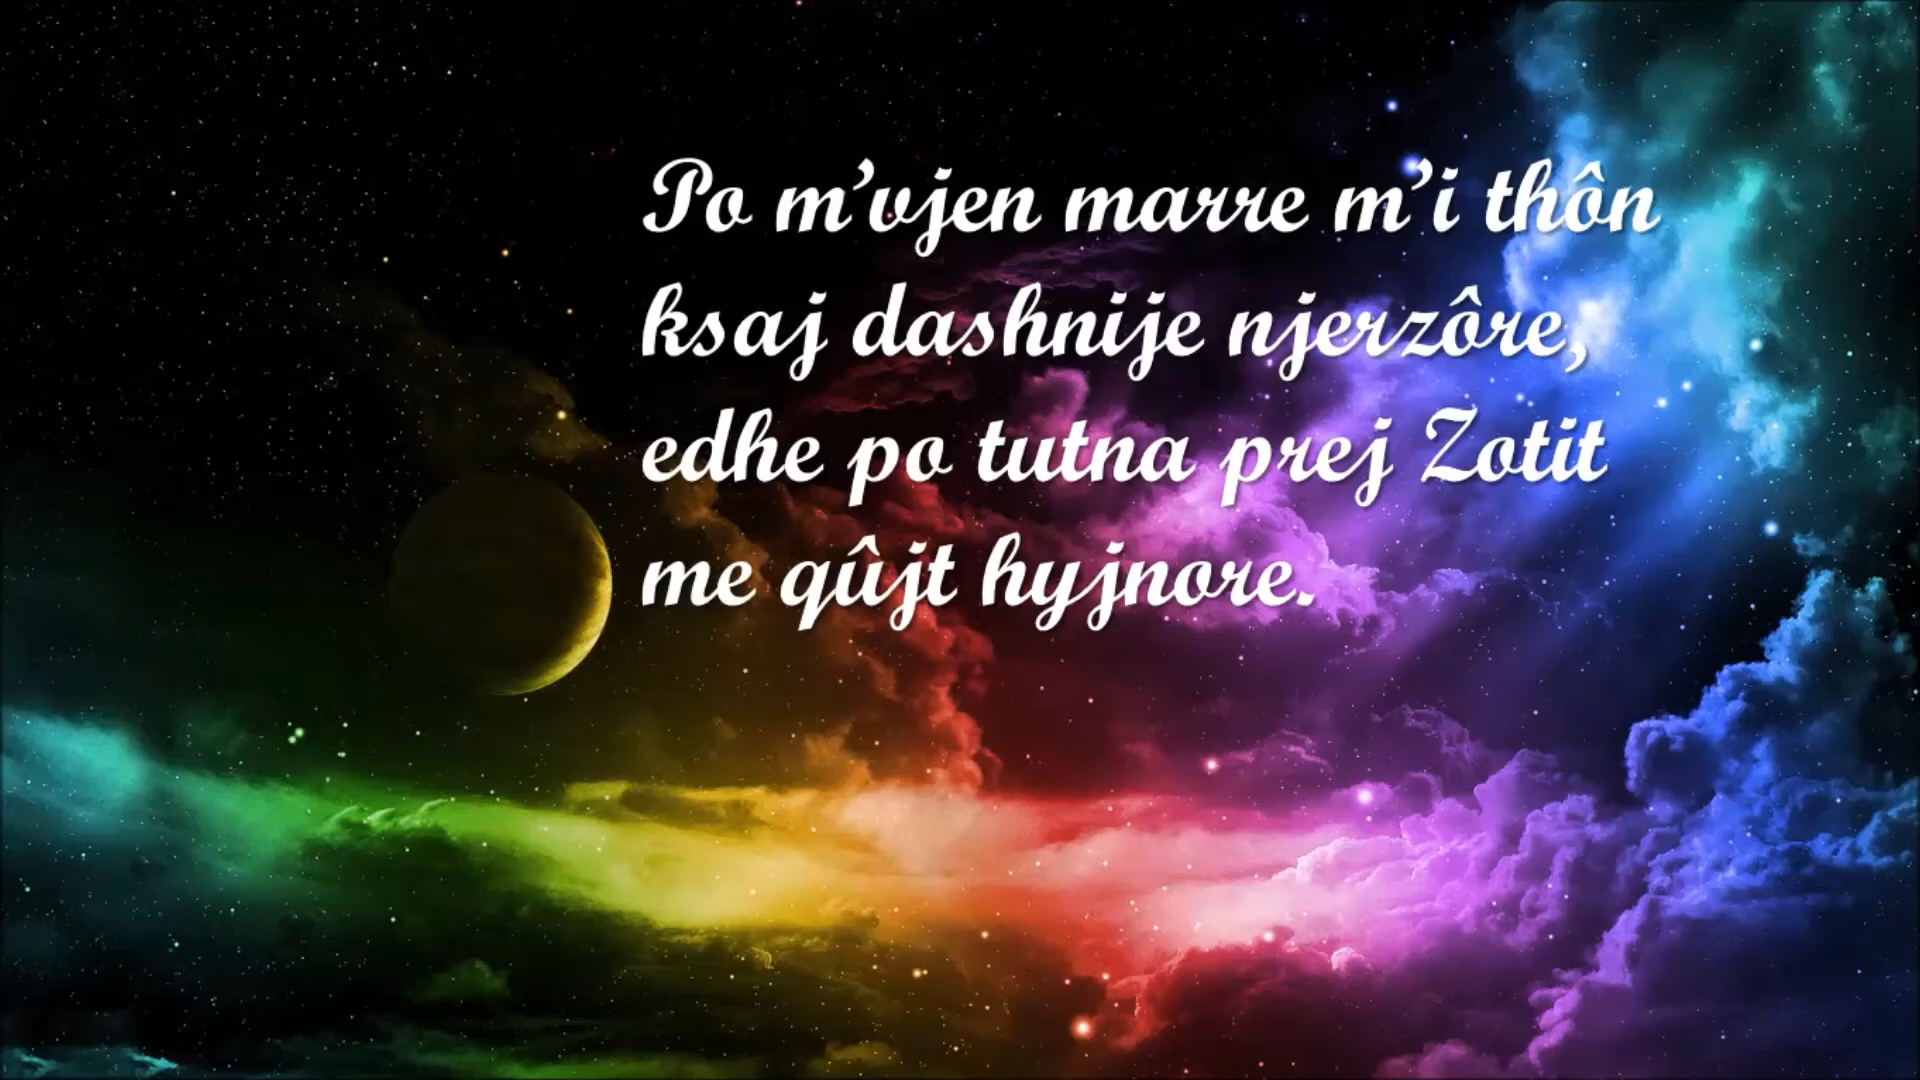 Po m’vjen marre m’i thôn
ksaj dashnije njerzôre,
edhe po tutna prej Zotit
me qûjt hyjnore.